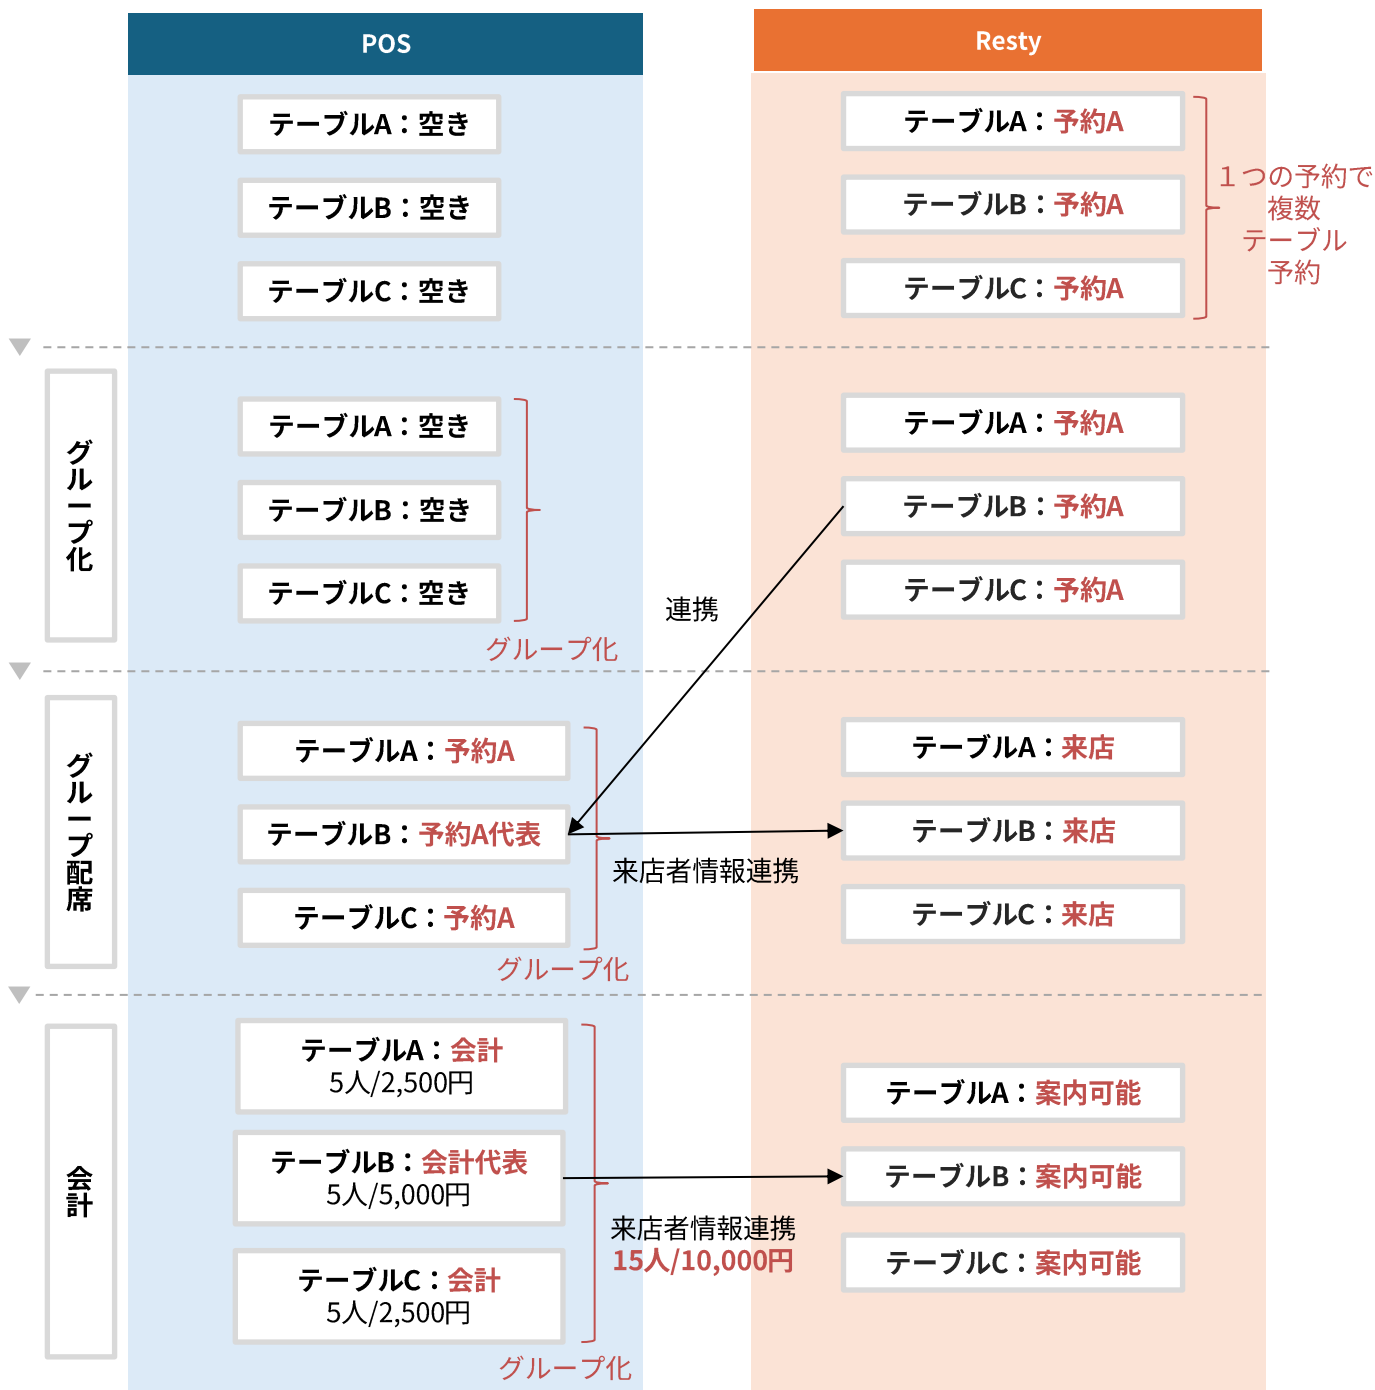 POS
Resty
テーブルA：空き
テーブルB：空き
テーブルC：空き
テーブルA：予約A
テーブルB：予約A
テーブルC：予約A
１つの予約で
複数
テーブル
予約
グループ化
テーブルA：空き
テーブルB：空き
テーブルC：空き
グループ化
テーブルA：予約A
テーブルB：予約A
テーブルC：予約A
連携
グループ配席
テーブルA：予約A
テーブルB：予約A代表
テーブルC：予約A
グループ化
来店者情報連携
テーブルA：来店
テーブルB：来店
テーブルC：来店
会計
テーブルA：会計
5人/2,500円
テーブルB：会計代表
5人/5,000円
テーブルC：会計
5人/2,500円
グループ化
来店者情報連携
15人/10,000円
テーブルA：案内可能
テーブルB：案内可能
テーブルC：案内可能